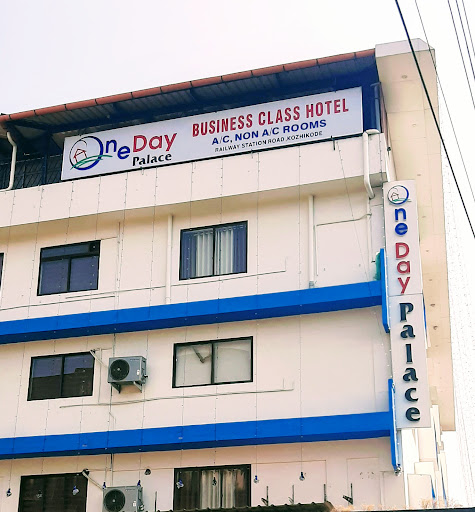 One Day
Palace
BUSINESS CLASS HOTEL
A/C, NON A/C ROOMS
RAILWAY STATION ROAD .KOZHIKODE
One Day Palace